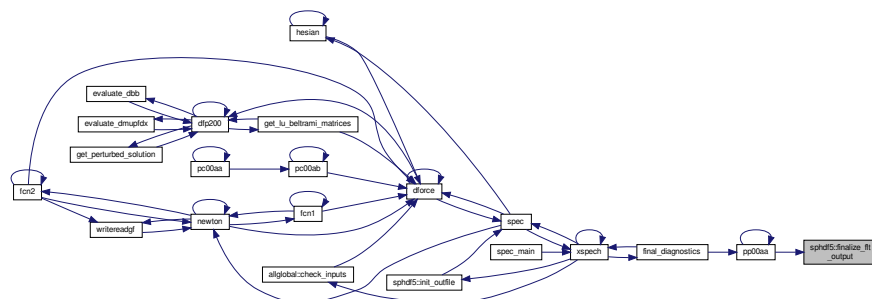 hesian
evaluate_dbb
evaluate_dmupfdx
dfp200
get_lu_beltrami_matrices
get_perturbed_solution
pc00aa
pc00ab
fcn2
dforce
fcn1
newton
writereadgf
spec
spec_main
xspech
final_diagnostics
pp00aa
sphdf5::finalize_flt
_output
allglobal::check_inputs
sphdf5::init_outfile